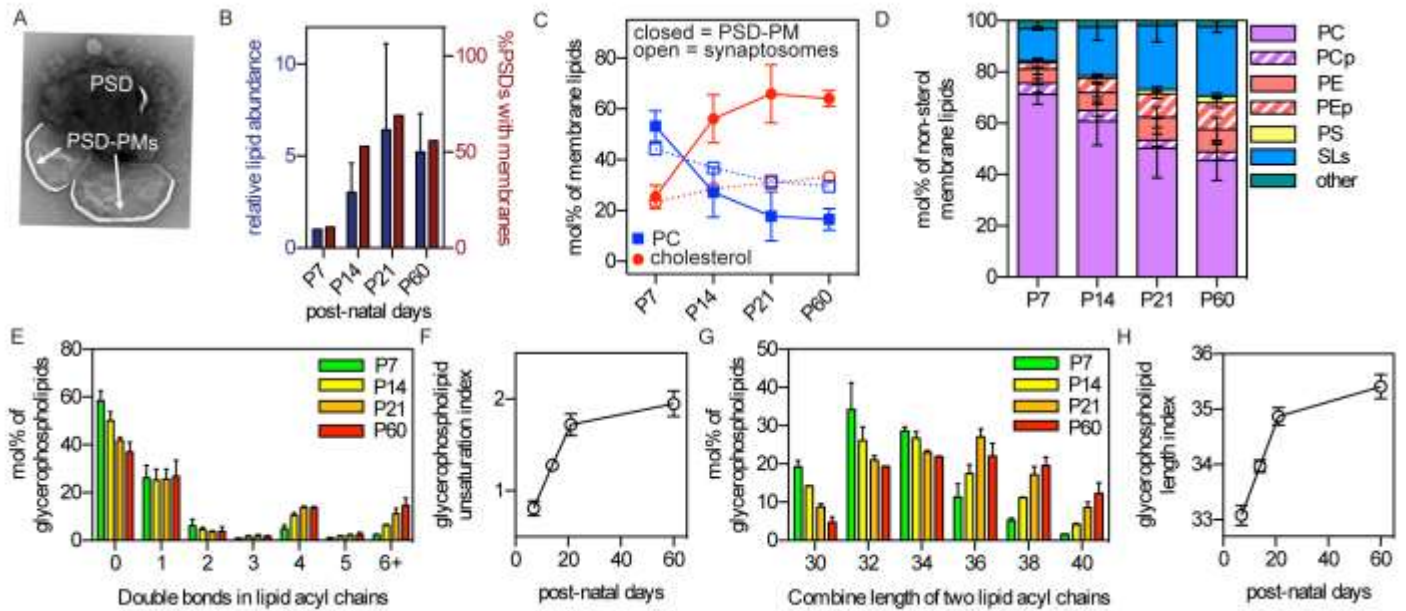 A
PSD
PSD-PMs
B
relative lipid abundance
10
5
0
%PSDs with membranes
100
50
0
P7
P14
P21
P60
post-natal days
C
closed = PSD-PM
open = synaptosomes
mol% of membrane lipids
80
60
40
20
0
PC
cholesterol
P7
P14
P21
P60
D
mol% of non-sterol
membrane lipids
100
80
60
40
20
0
P7
P14
P21
P60
PC
PCp
PE
PEp
PS
SLs
other
E
mol% of
glycerophospholipids
80
60
40
20
0
P7
P14
P21
P60
0 1 2 3 4 5 6+
Double bonds in lipid acyl chains
F
glycerophospholipid
unsaturation index
2
1
0 20 40 60
post-natal days
G
mol% of
glycerophospholipids
50
40
30
20
10
0
P7
P14
P21
P60
30 32 34 36 38 40
Combine length of two lipid acyl chains
H
glycerophospholipid
length index
36
35
34
33
0 20 40 60
post-natal days